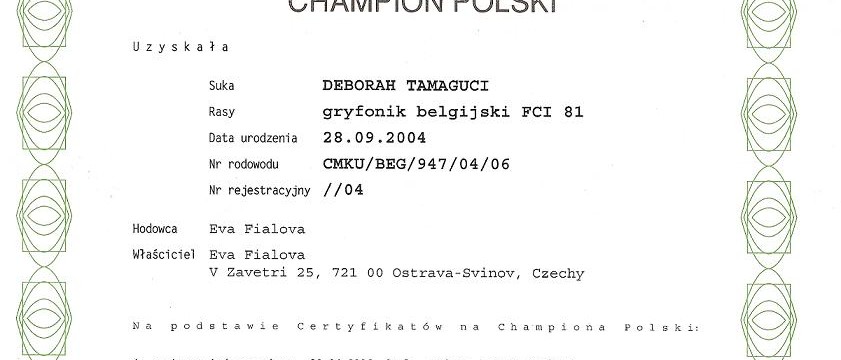 CHAMPION POLSKI
Uzyskała
Suka DEBORAH TAMAGUCI
Rasy gryfonik belgijski FCI 81
Data urodzenia 28.09.2004
Nr rodowodu CMKU/BEG/947/04/06
Nr rejestracyjny //04
Hodowca Eva Fialova
Właściciel Eva Fialova
V Zavetri 25, 721 00 Ostrava-Svinov, Czechy
Na podstawie Certyfikatów na Championa Polski: